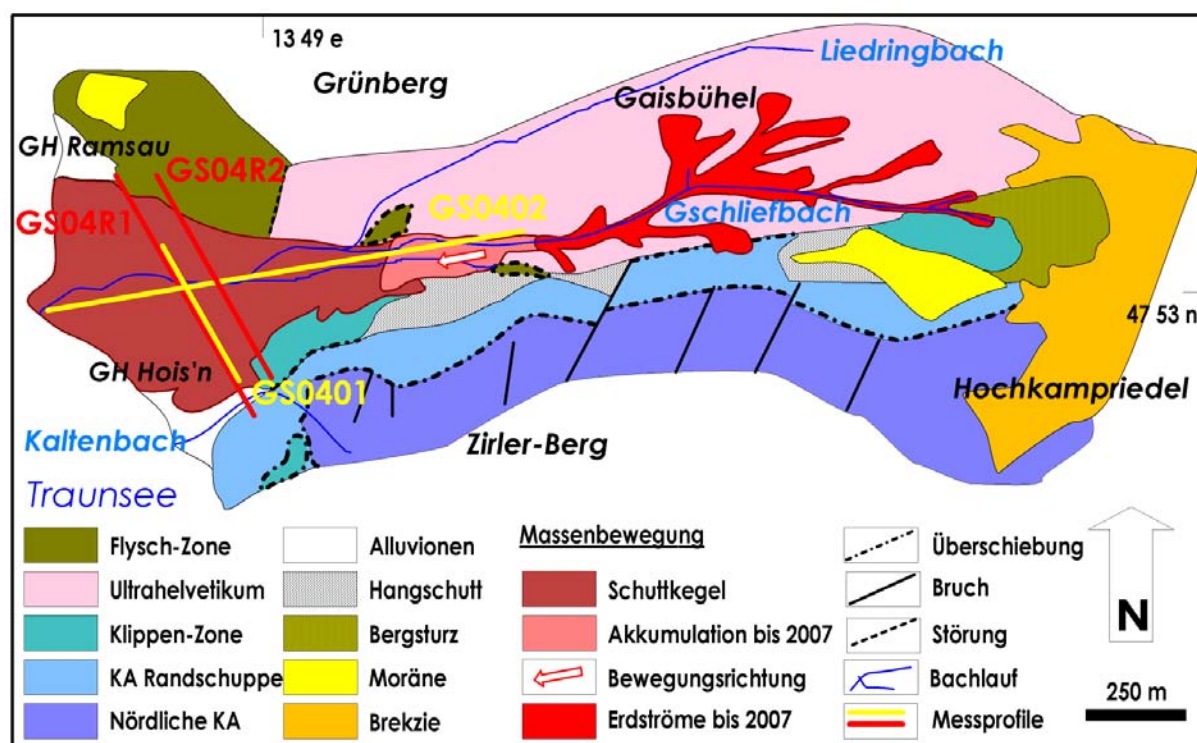 13 49 e
Liedringbach
Grünberg
Gaisbühel
GH Ramsau
GS04R2
GS04R1
GS0402
Gschliefbach
47 53 n
GH Hois'n
GS0401
Hochkampriedel
Kaltenbach
Zirler-Berg
Traunsee
Flysch-Zone
Ultrahelvetikum
Klippen-Zone
KA Randschuppe
Nördliche KA
Alluvionen
Hangschutt
Bergsturz
Moräne
Brekzie
Massenbewegung
Schuttkegel
Akkumulation bis 2007
Bewegungsrichtung
Erdströme bis 2007
Überschiebung
Bruch
Störung
Bachlauf
Messprofile
N
250 m